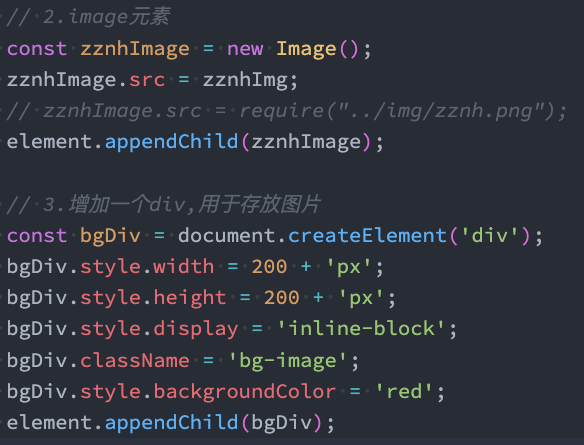 // 2.image元素
const zznhImage = new Image();
zznhImage.src = zznhImg;
// zznhImage.src = require("../img/zznh.png");
element.appendChild(zznhImage);
// 3.增加一个div,用于存放图片
const bgDiv = document.createElement('div');
bgDiv.style.width = 200 + 'px';
bgDiv.style.height = 200 + 'px';
bgDiv.style.display = 'inline-block';
bgDiv.className = 'bg-image';
bgDiv.style.backgroundColor = 'red';
element.appendChild(bgDiv);